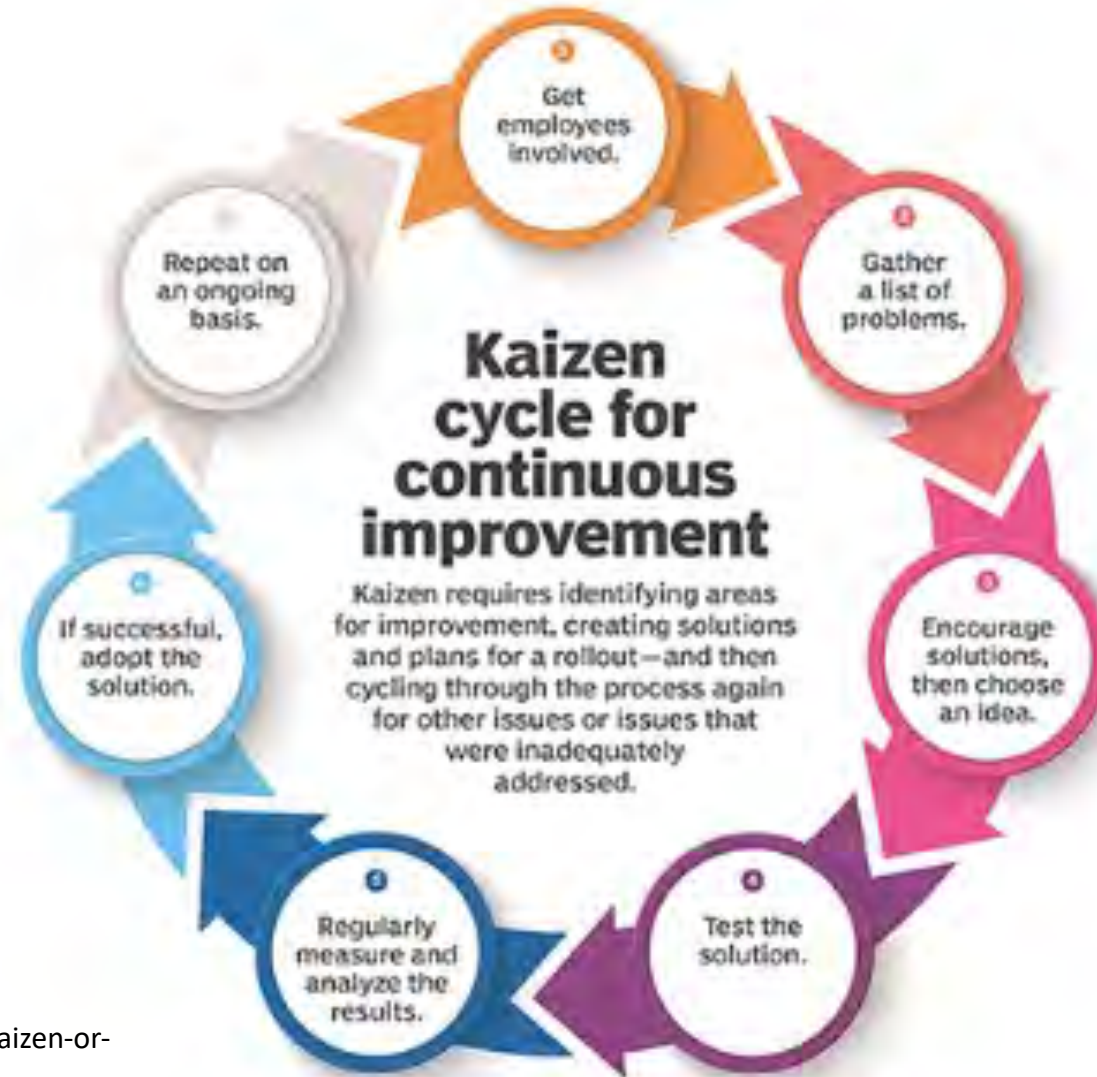 Get
employees
involved.
Gather
a list of
problems.
Encourage
solutions,
then choose
an idea.
4
Test the
solution.
Regularly
measure and
analyze the
results.
If successful,
adopt the
solution.
Repeat on
an ongoing
basis.
Kaizen
cycle for
continuous
improvement
Kaizen requires identifying areas
for improvement, creating solutions
and plans for a rollout—and then
cycling through the process again
for other issues or issues that
were inadequately
addressed.
aizen-or-